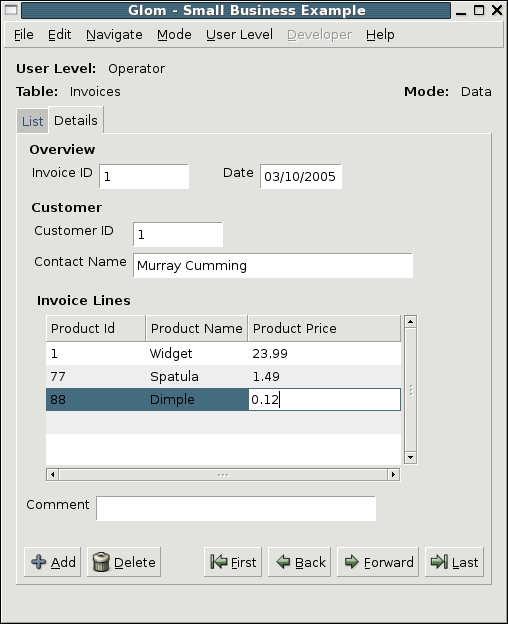 Glom - Small Business Example
File Edit Navigate Mode User Level Developer Help
User Level: Operator
Table: Invoices Mode: Data
List Details
Overview
Invoice ID 1 Date 03/10/2005
Customer
Customer ID 1
Contact Name Murray Cumming
Invoice Lines
Product Id Product Name Product Price
1 Widget 23.99
77 Spatula 1.49
88 Dimple 0.12
Comment
Add Delete First Back Forward Last